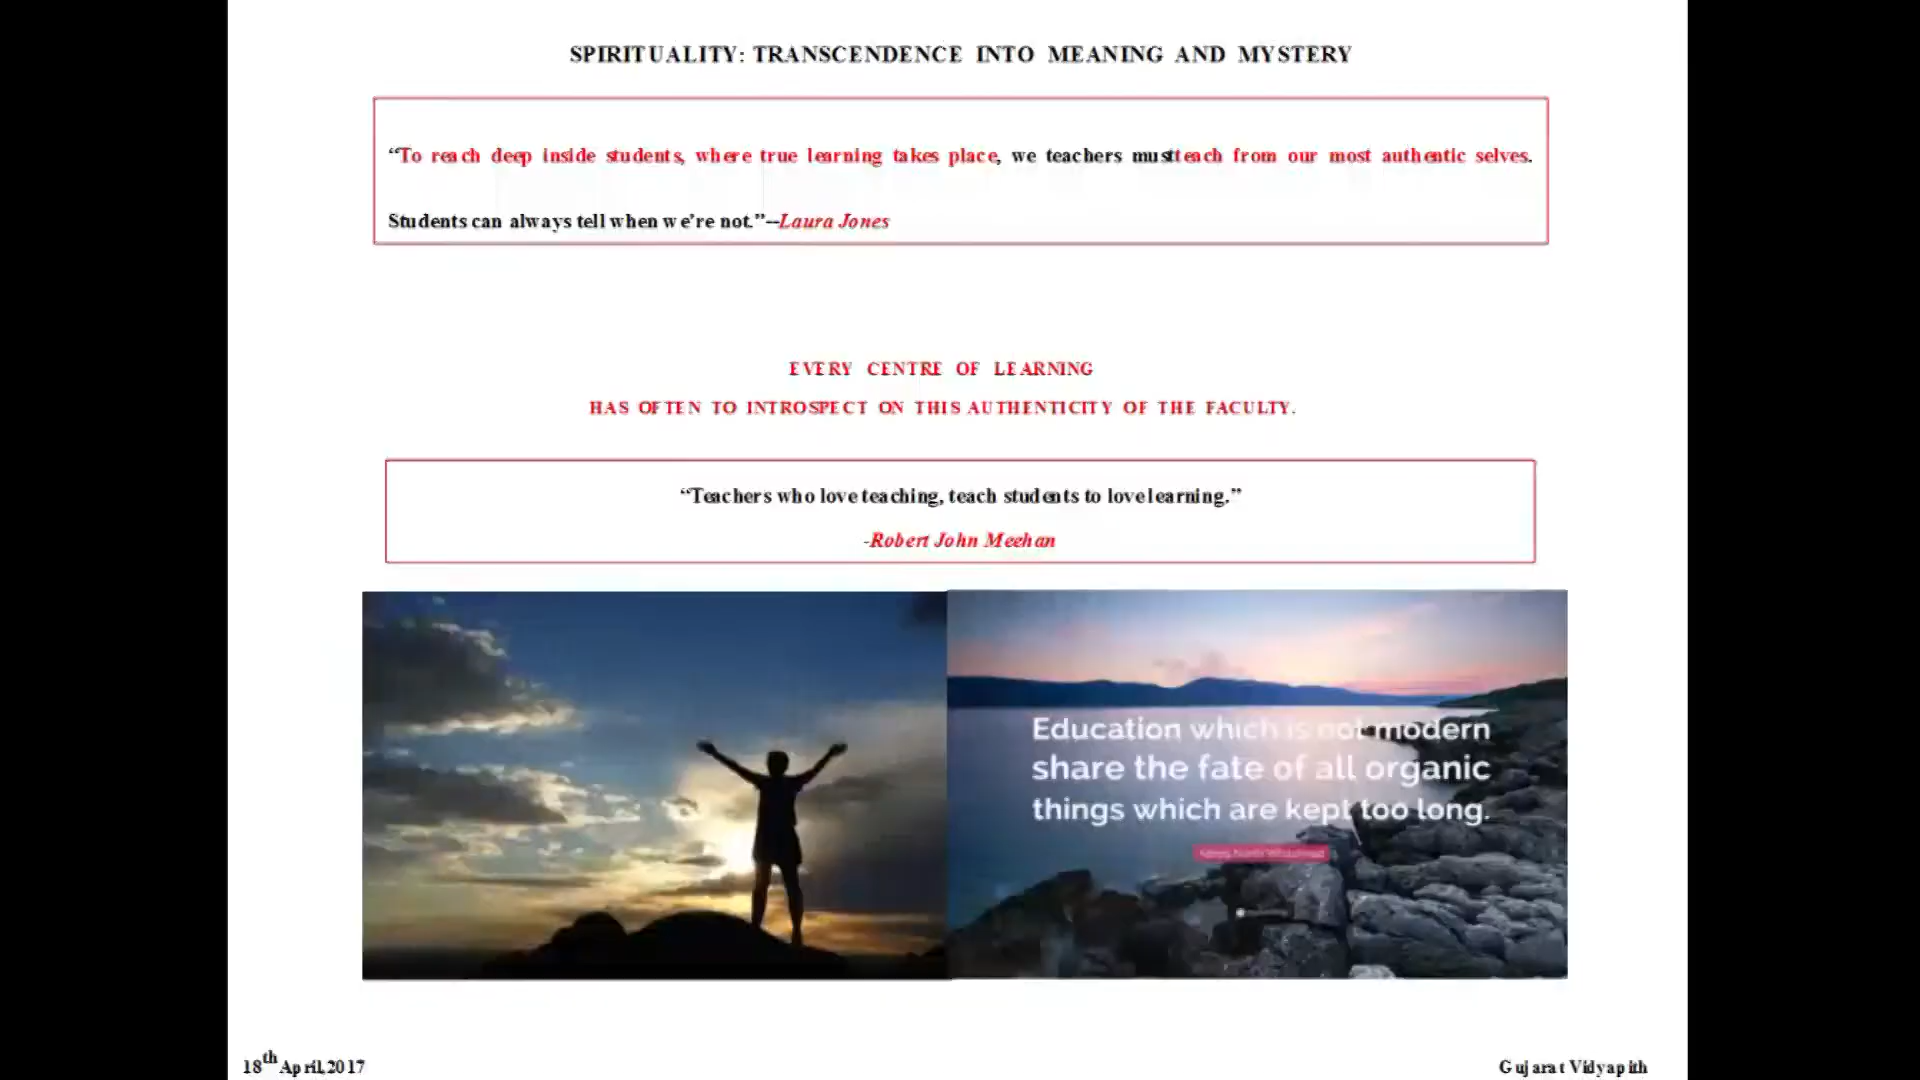 SPIRITUALITY: TRANSCENDENCE INTO MEANING AND MYSTERY
“To reach deep inside students, where true learning takes place, we teachers must teach from our most authentic selves.
Students can always tell when we’re not.”--Laura Jones
EVERY CENTRE OF LEARNING
HAS OFTEN TO INTROSPECT ON THIS AUTHENTICITY OF THE FACULTY.
“Teachers who love teaching, teach students to love learning.”
-Robert John Meehan
Education which is not modern
share the fate of all organic
things which are kept too long.
18th April,2017
Gujarat Vidyapith